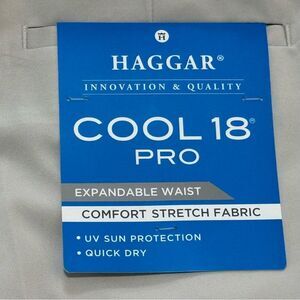 H
HAGGAR®
INNOVATION & QUALITY
COOL 18®
PRO
EXPANDABLE WAIST
COMFORT STRETCH FABRIC
• UV SUN PROTECTION
• QUICK DRY